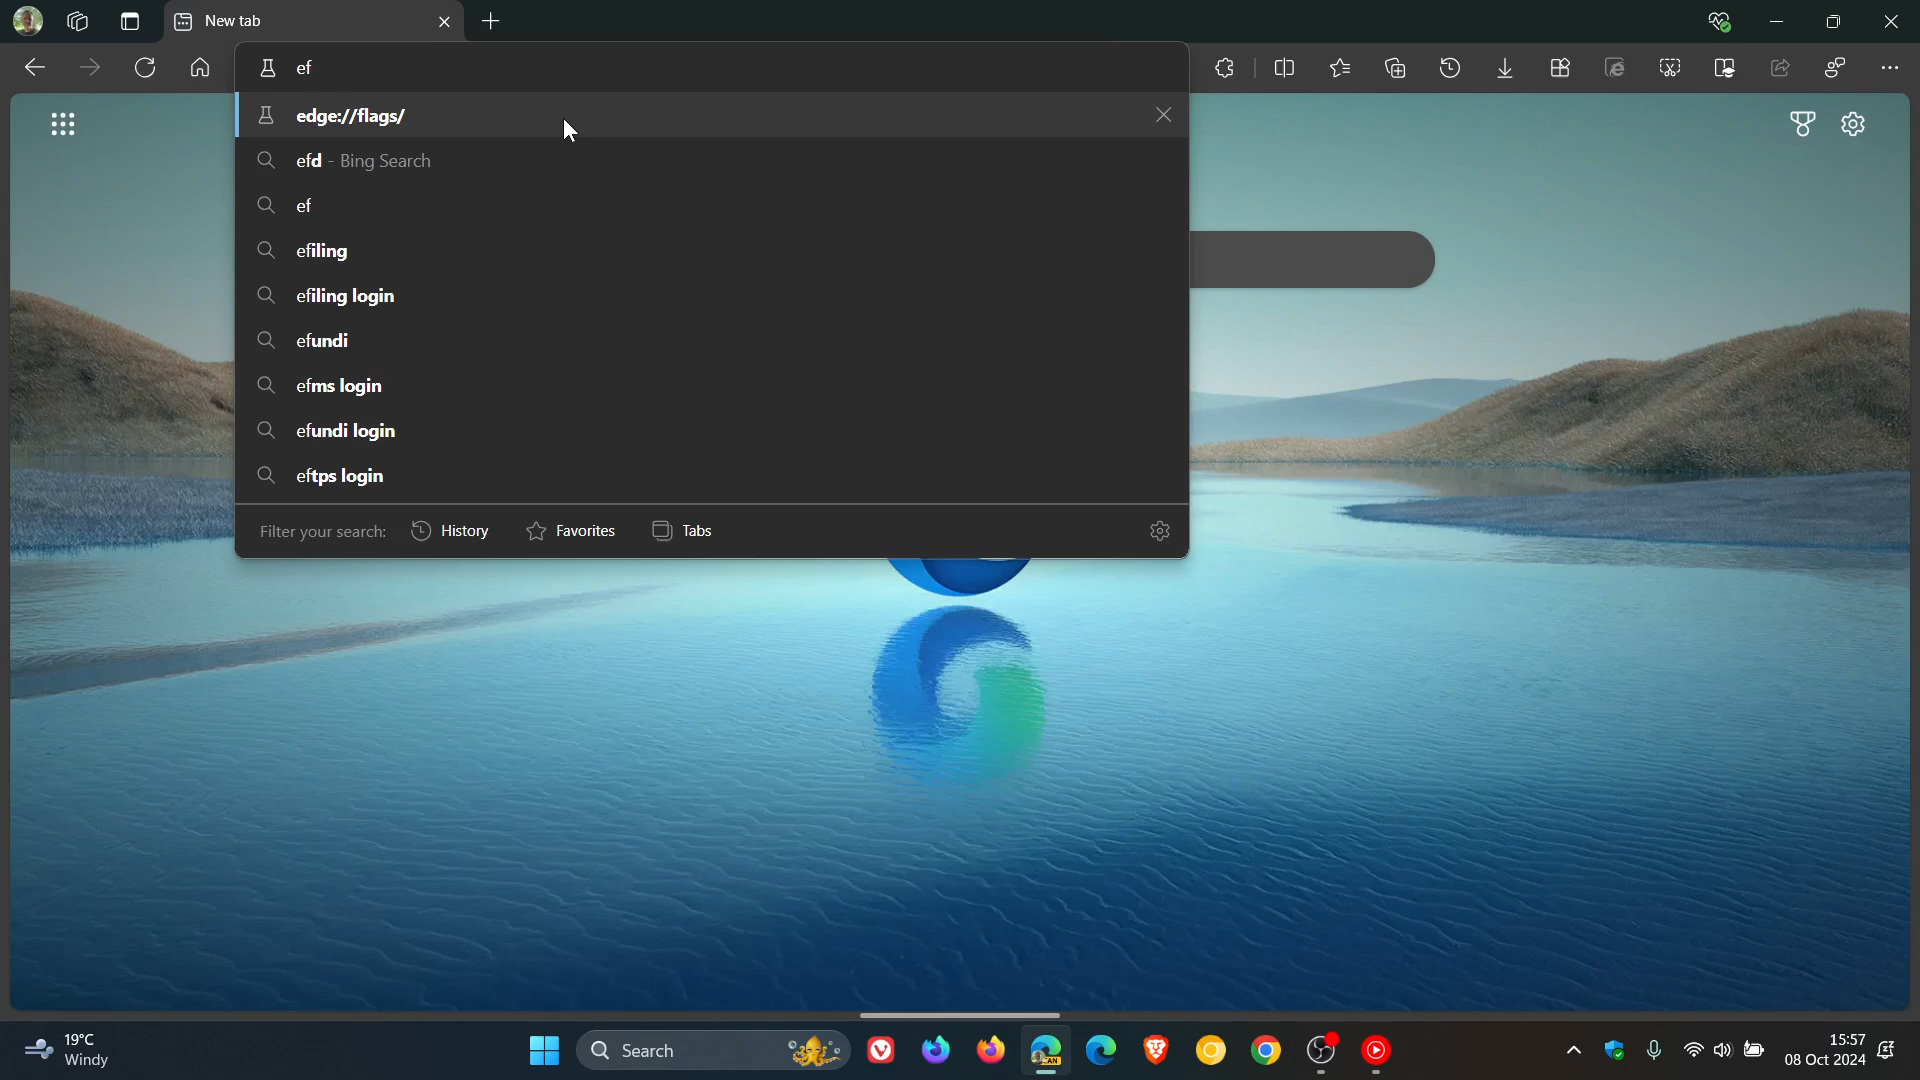 New tab
ef
edge://flags/
efd - Bing Search
ef
efiling
efiling login
efundi
efms login
efundi login
eftps login
Filter your search: History Favorites Tabs
19°C
Windy
Search
CAN
15:57
08 Oct 2024